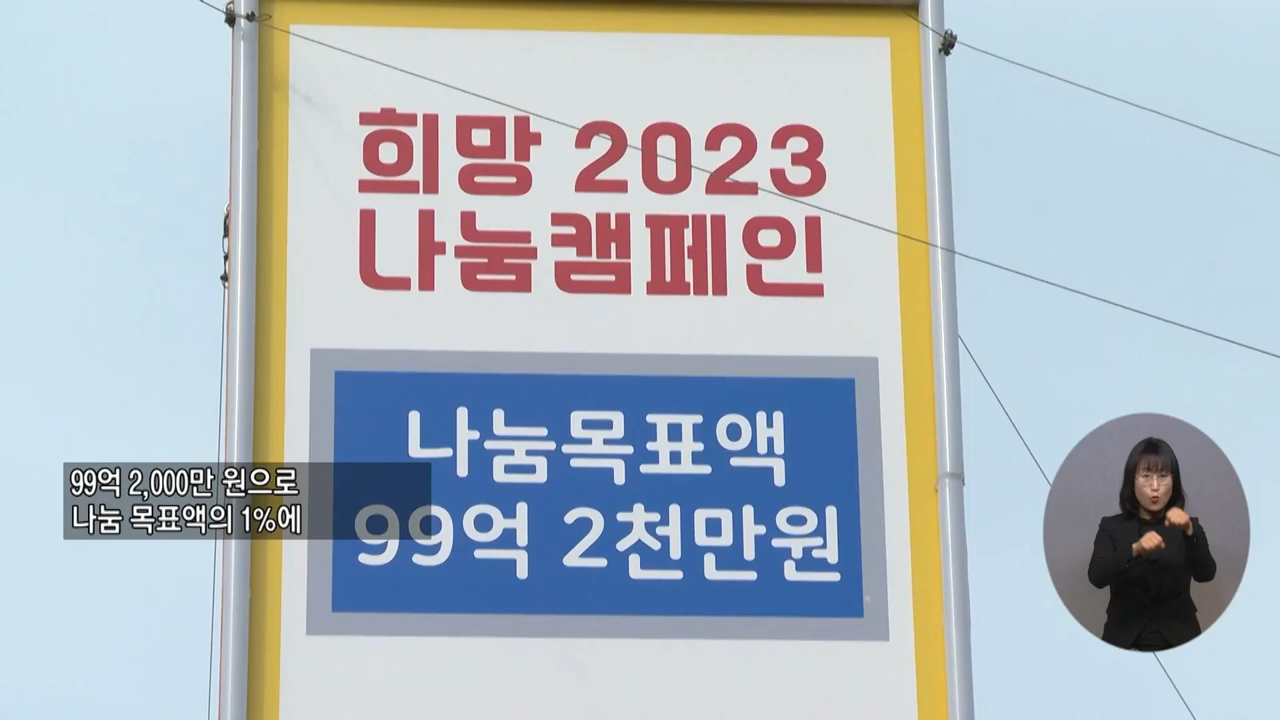 희망 2023
나눔캠페인
나눔목표액
99억 2천만원
99억 2,000만 원으로
나눔 목표액의 1%에